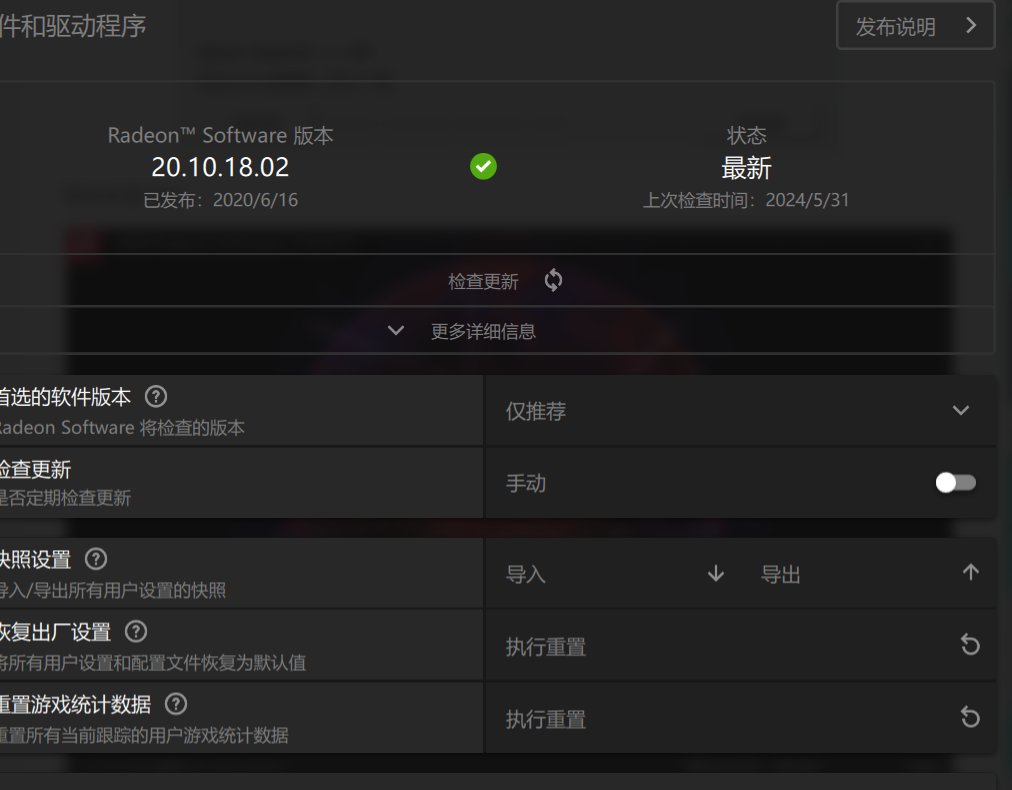 件和驱动程序
发布说明
Radeon™ Software 版本
20.10.18.02
已发布：2020/6/16
状态
最新
上次检查时间：2024/5/31
检查更新
更多详细信息
首选的软件版本
Radeon Software 将检查的版本
仅推荐
检查更新
是否定期检查更新
手动
快照设置
导入/导出所有用户设置的快照
导入
导出
恢复出厂设置
将所有用户设置和配置文件恢复为默认值
执行重置
重置游戏统计数据
重置所有当前跟踪的用户游戏统计数据
执行重置